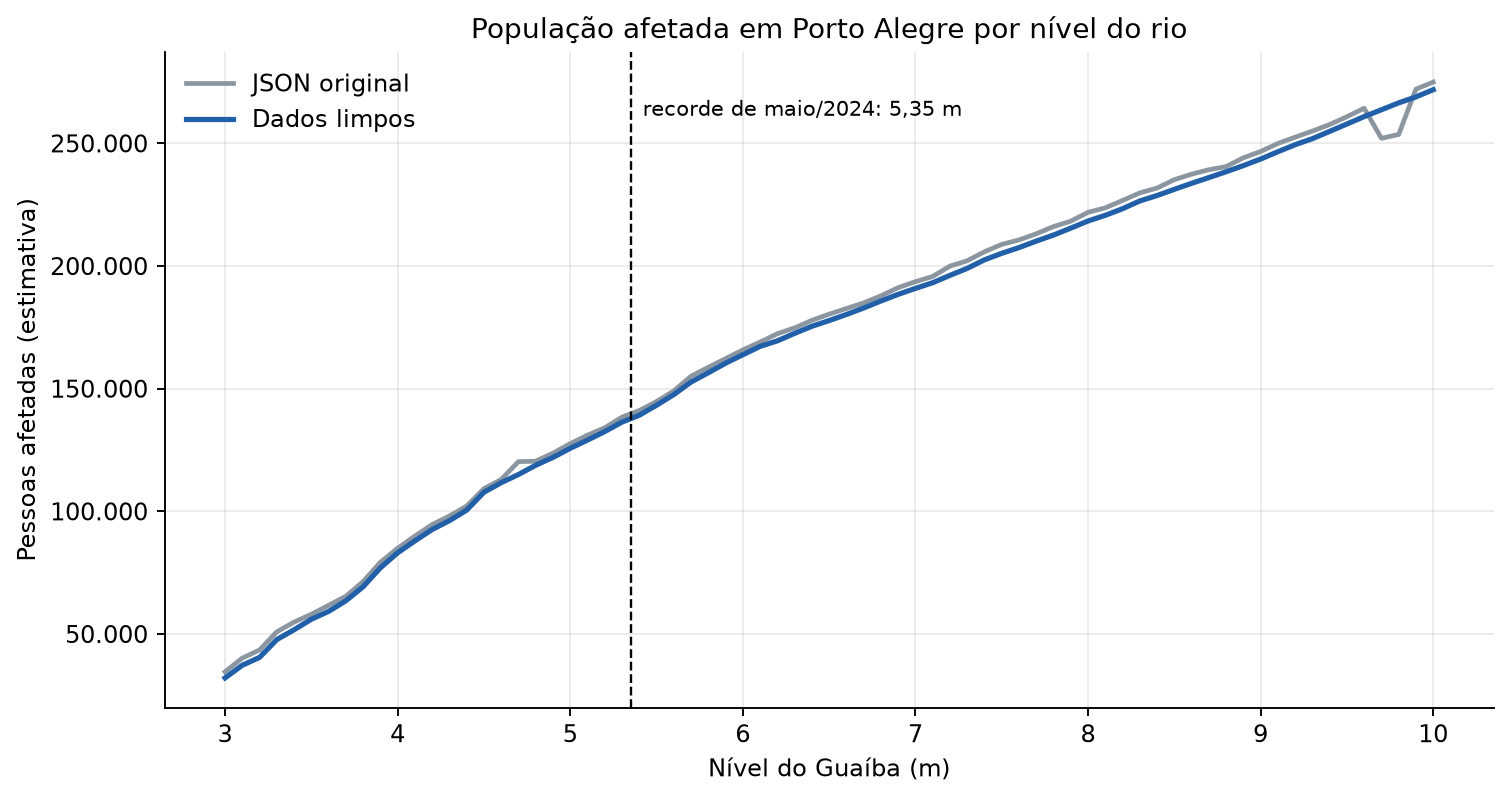 População afetada em Porto Alegre por nível do rio
JSON original
Dados limpos
recorde de maio/2024: 5,35 m
Pessoas afetadas (estimativa)
250.000
200.000
150.000
100.000
50.000
3 4 5 6 7 8 9 10
Nível do Guaíba (m)